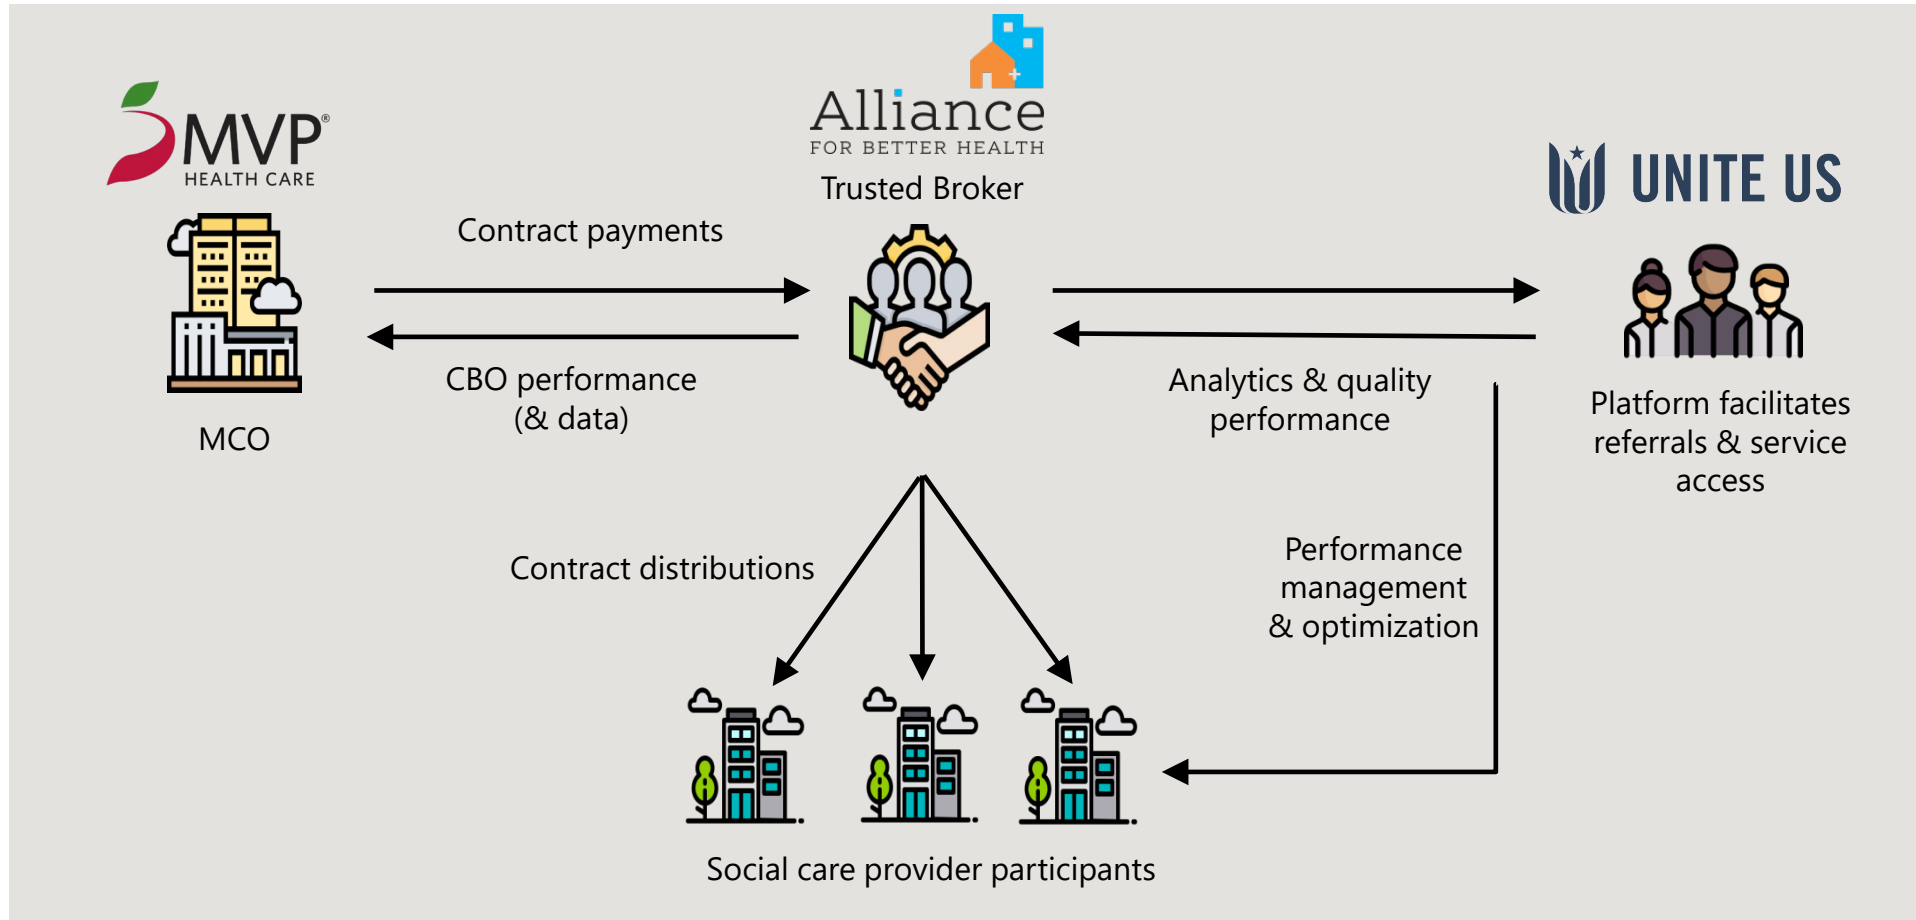 Alliance
FOR BETTER HEALTH
Trusted Broker
MVP®
HEALTH CARE
UNITE US
Contract payments
CBO performance
(& data)
MCO
Analytics & quality
performance
Platform facilitates
referrals & service
access
Contract distributions
Performance
management
& optimization
Social care provider participants